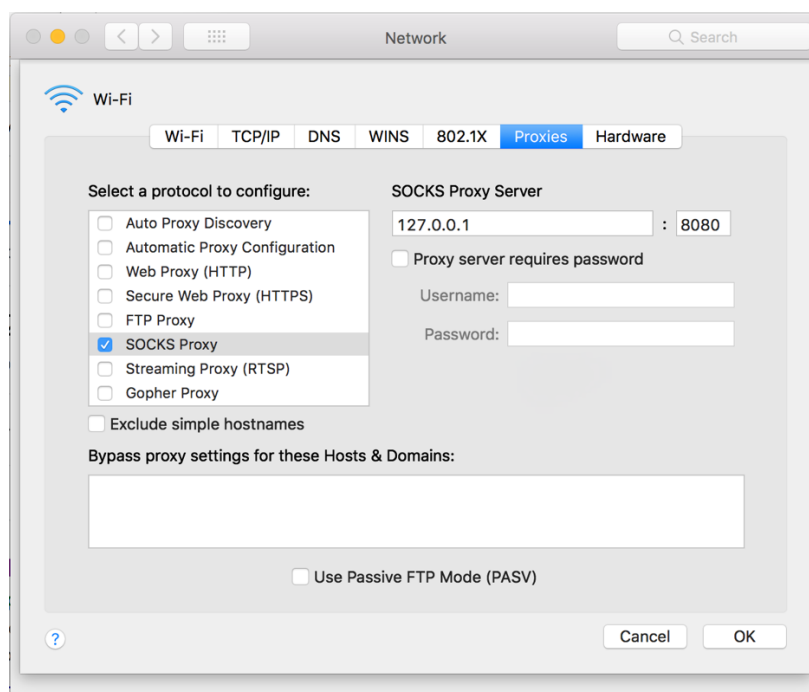 Network
Search
Wi-Fi
Wi-Fi TCP/IP DNS WINS 802.1X Proxies Hardware
Select a protocol to configure:
Auto Proxy Discovery
Automatic Proxy Configuration
Web Proxy (HTTP)
Secure Web Proxy (HTTPS)
FTP Proxy
SOCKS Proxy
Streaming Proxy (RTSP)
Gopher Proxy
Exclude simple hostnames
SOCKS Proxy Server
127.0.0.1 : 8080
Proxy server requires password
Username:
Password:
Bypass proxy settings for these Hosts & Domains:
Use Passive FTP Mode (PASV)
?
Cancel OK